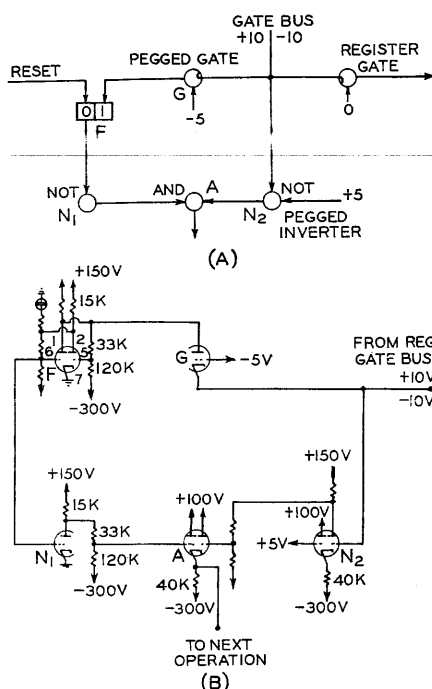 GATE BUS
+10 -10
PEGGED GATE
REGISTER
GATE
RESET
G
-5
0
0 1
F
NOT
N1
AND
A
NOT
N2
+5
PEGGED
INVERTER
(A)
+150V
15K
1 2
6 5
33K
F
7
120K
-300V
G
-5V
FROM REG
GATE BUS
+10V
-10V
+150V
15K
33K
N1
120K
-300V
+100V
A
40K
-300V
+150V
+100V
+5V
N2
40K
-300V
TO NEXT
OPERATION
(B)